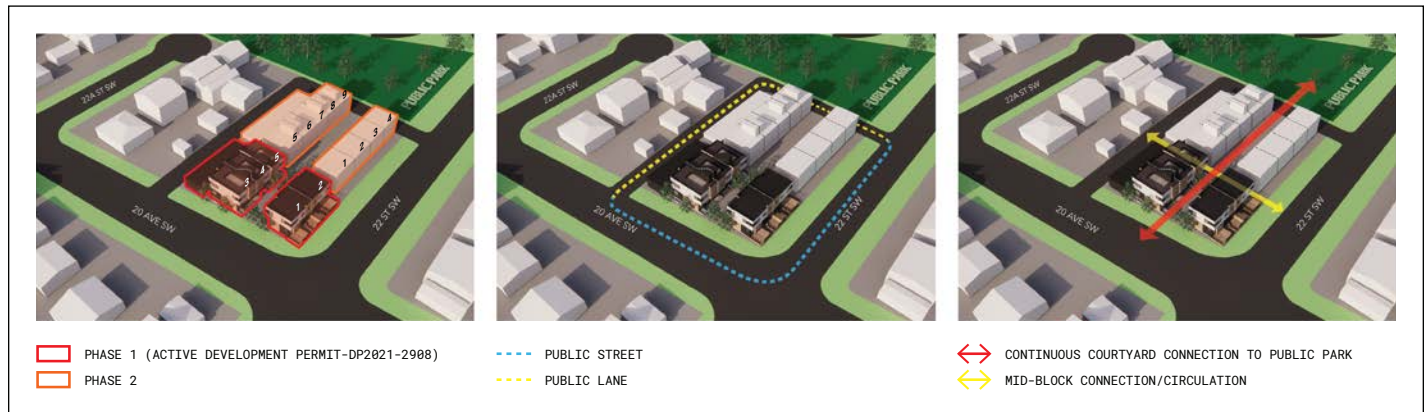 22A ST SW
PUBLIC PARK
9
8
7
6
5
4
3
2
1
5
4
3
2
1
20 AVE SW
22 ST SW
22A ST SW
PUBLIC PARK
20 AVE SW
22 ST SW
22A ST SW
PUBLIC PARK
20 AVE SW
22 ST SW
PHASE 1 (ACTIVE DEVELOPMENT PERMIT-DP2021-2908)
PHASE 2
PUBLIC STREET
PUBLIC LANE
CONTINUOUS COURTYARD CONNECTION TO PUBLIC PARK
MID-BLOCK CONNECTION/CIRCULATION